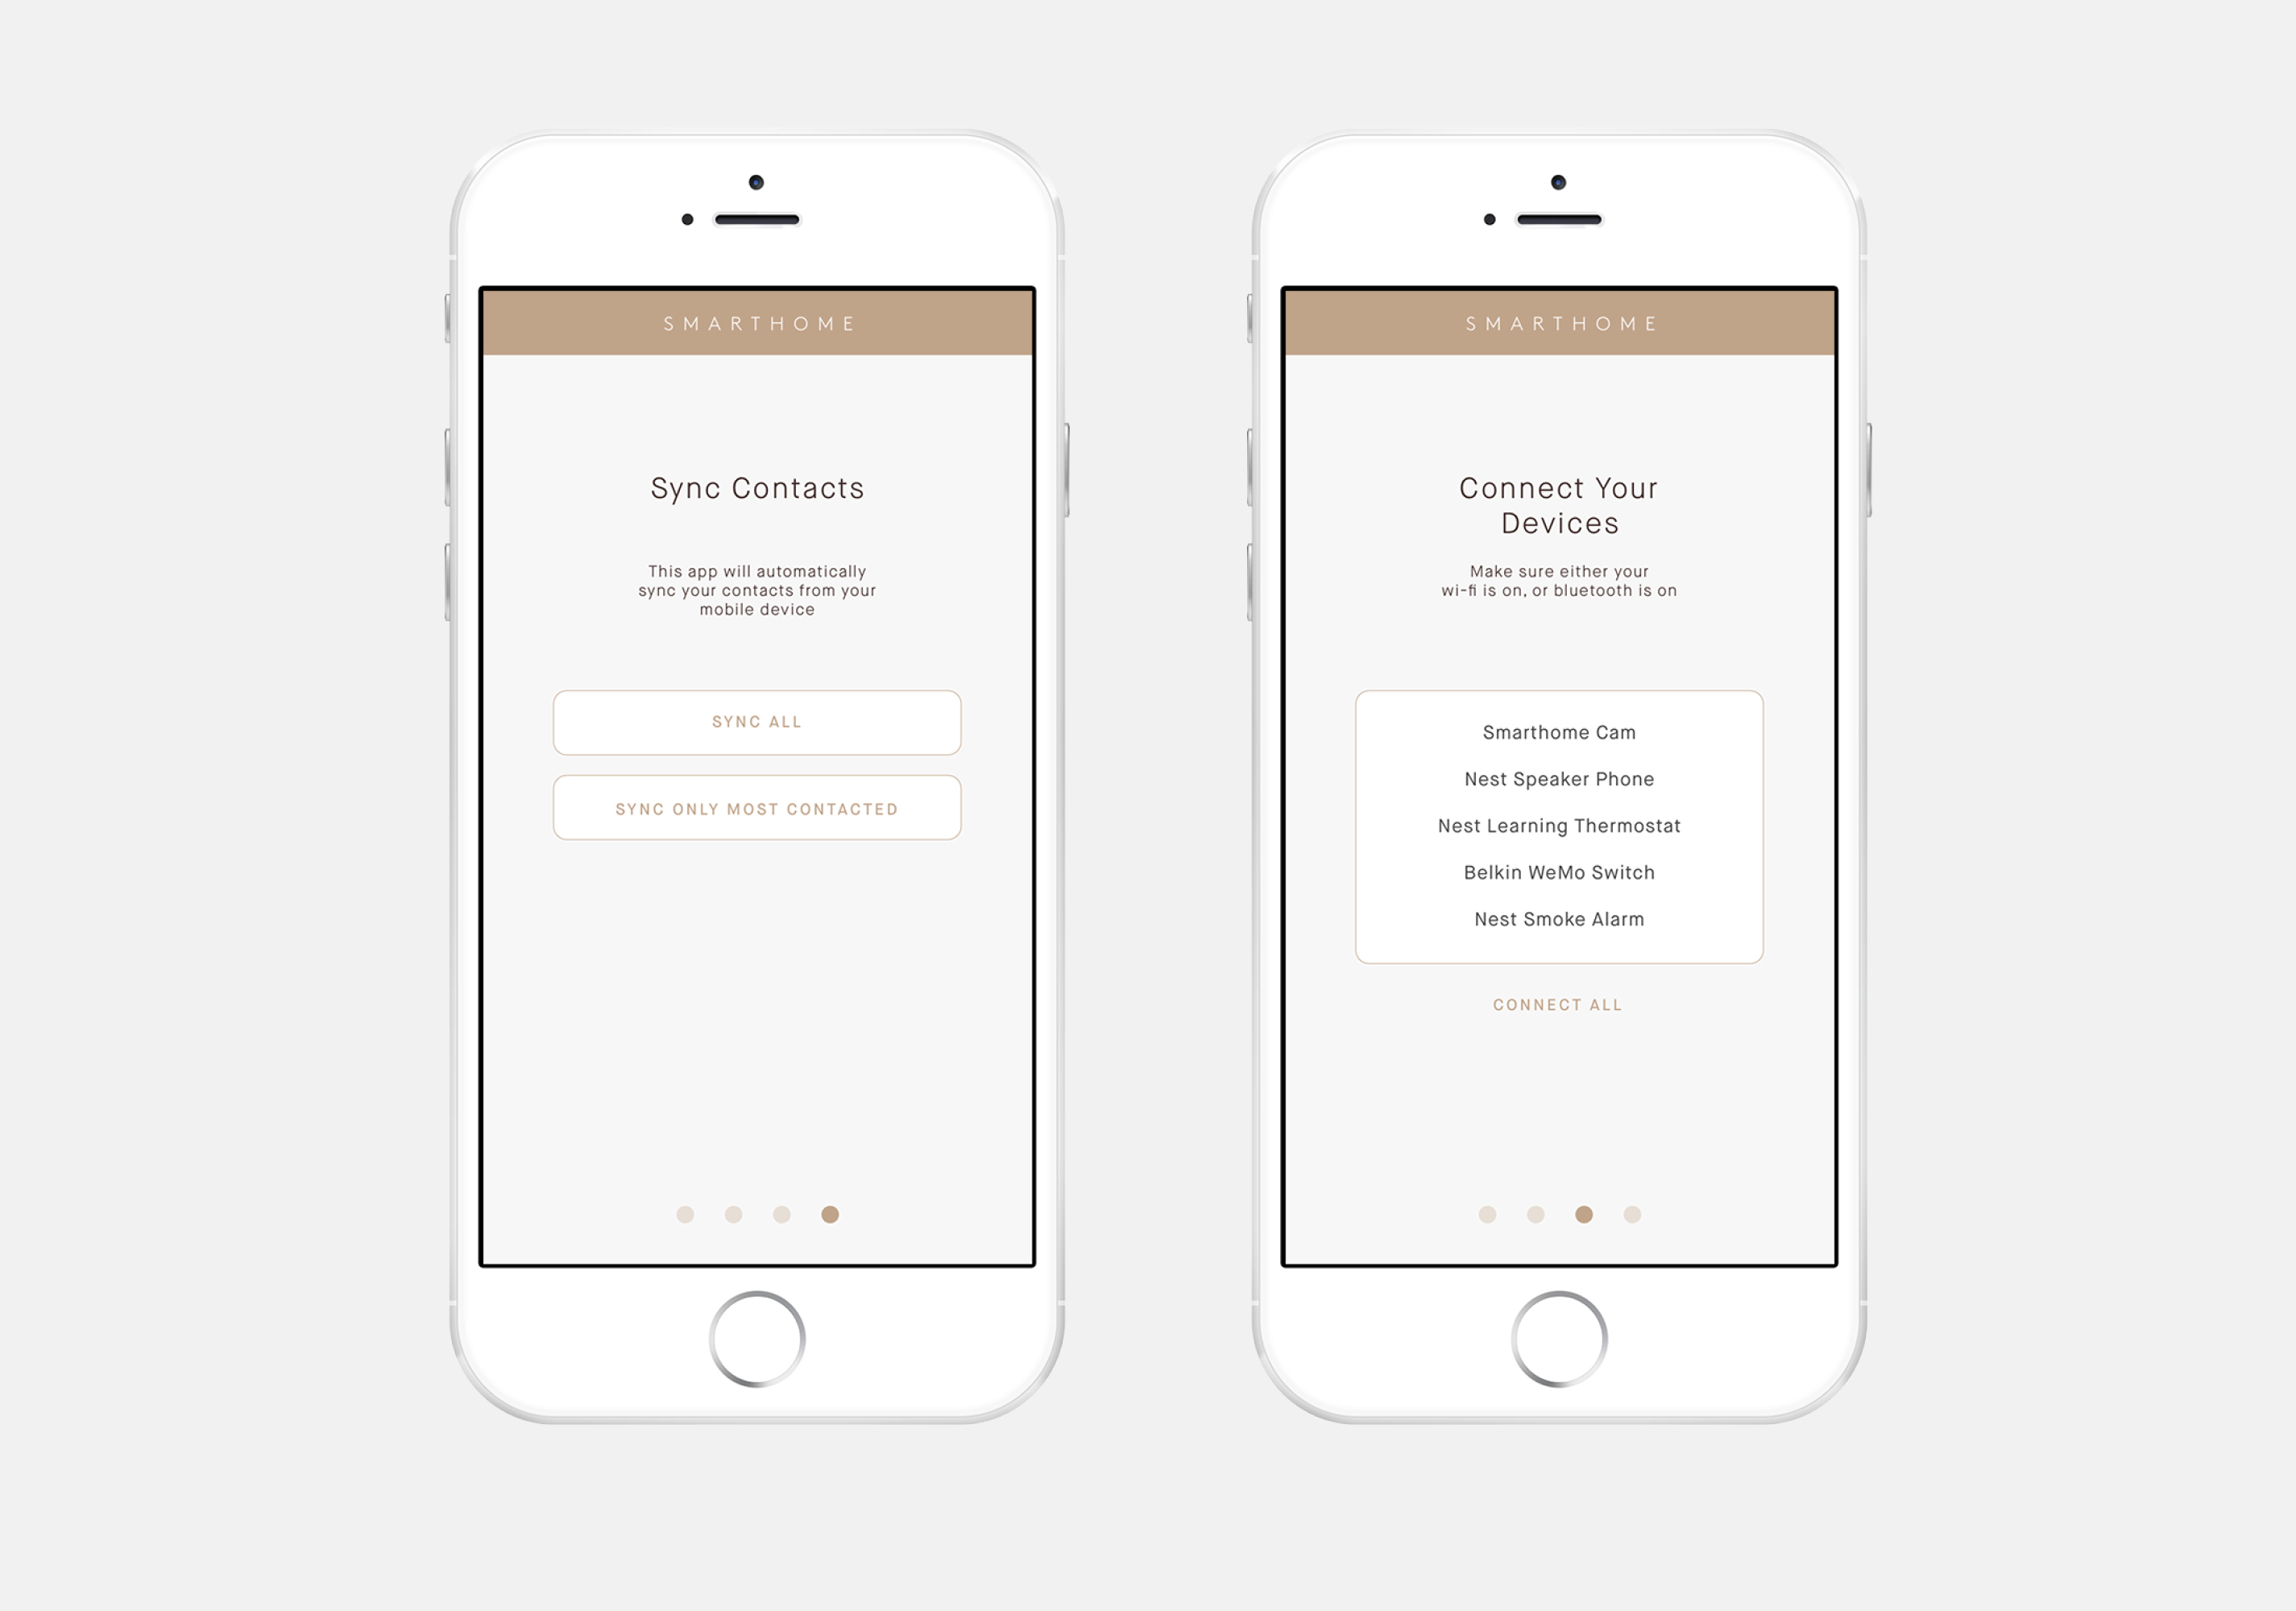 SMARTHOME
Sync Contacts
This app will automatically
sync your contacts from your
mobile device
SYNC ALL
SYNC ONLY MOST CONTACTED
SMARTHOME
Connect Your
Devices
Make sure either your
wi-fi is on, or bluetooth is on
Smarthome Cam
Nest Speaker Phone
Nest Learning Thermostat
Belkin WeMo Switch
Nest Smoke Alarm
CONNECT ALL